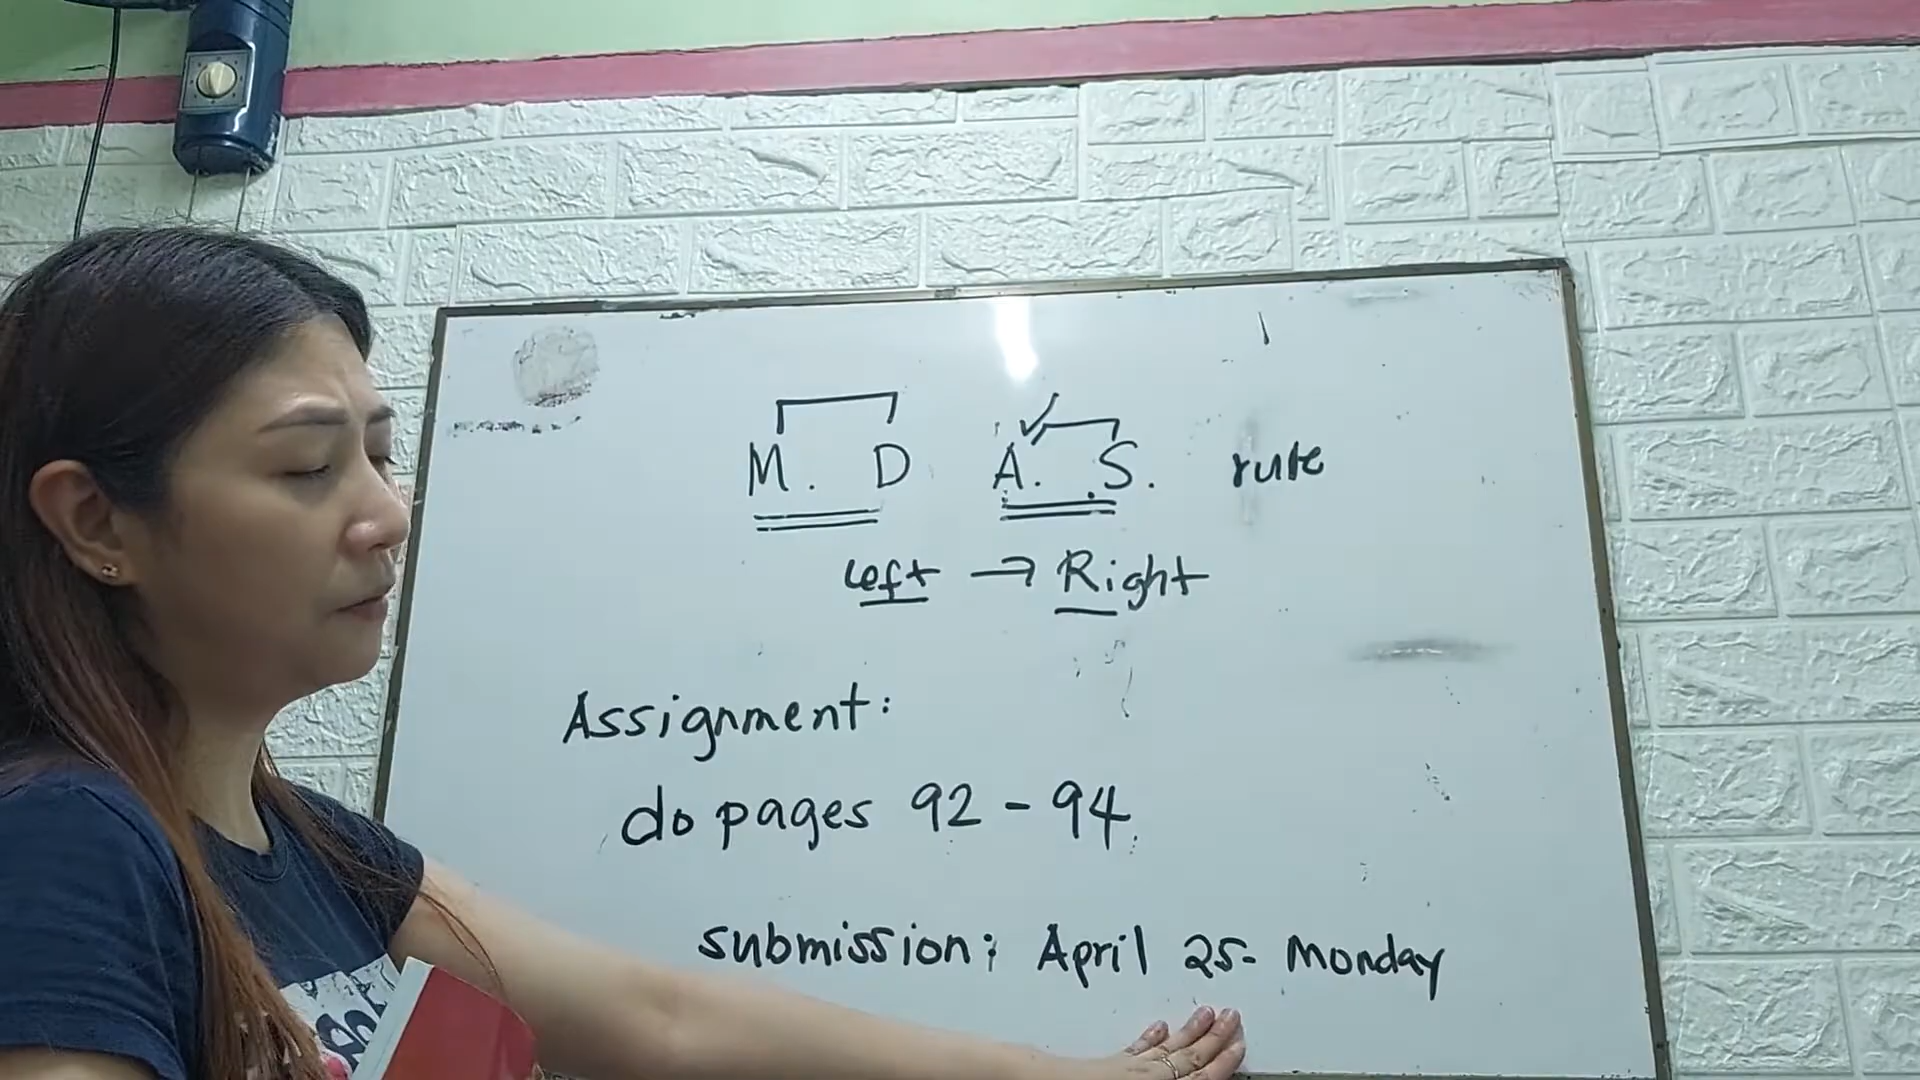 M. D A. S. rule
Left → Right
Assignment:
do pages 92 - 94
submission: April 25- Monday